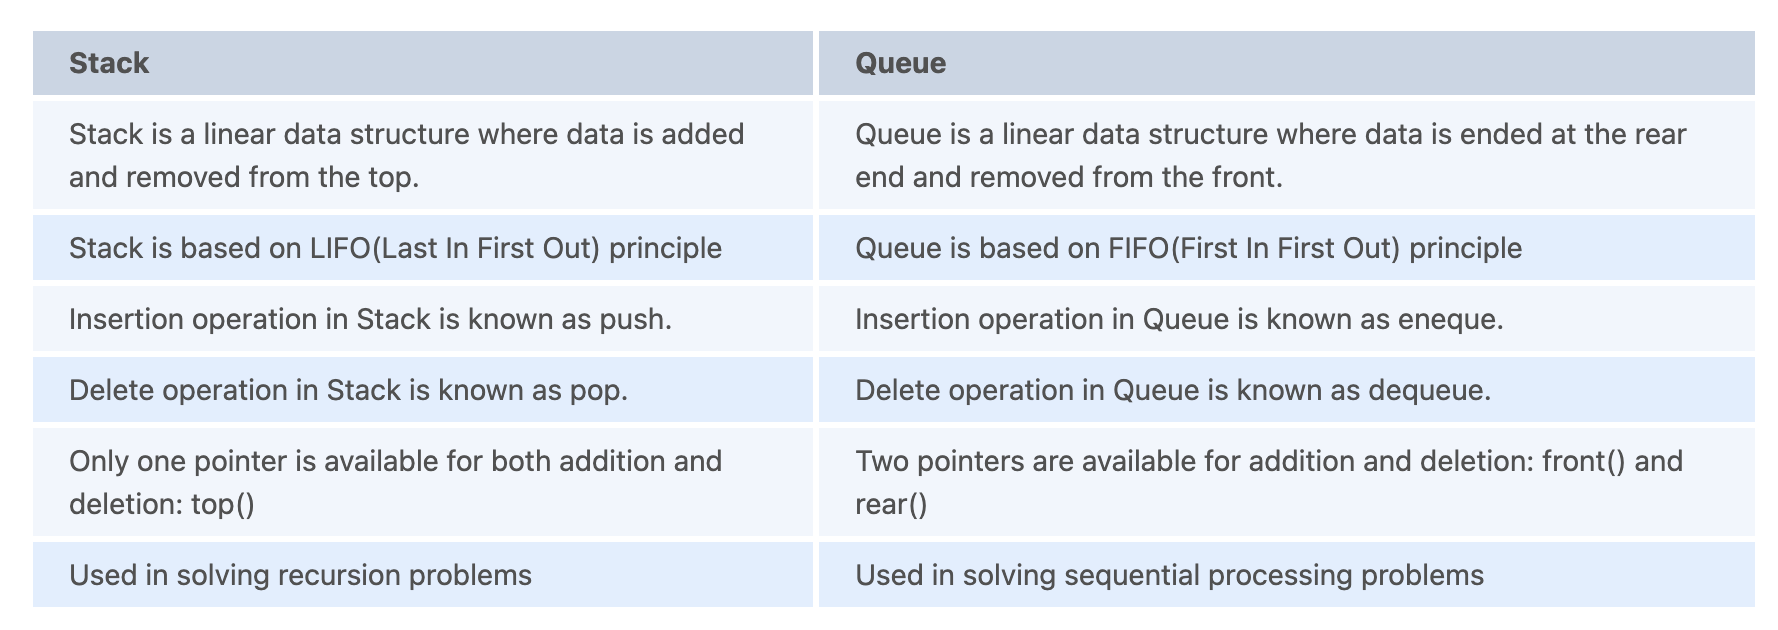 Stack
Queue
Stack is a linear data structure where data is added
and removed from the top.
Queue is a linear data structure where data is ended at the rear
end and removed from the front.
Stack is based on LIFO(Last In First Out) principle
Queue is based on FIFO(First In First Out) principle
Insertion operation in Stack is known as push.
Insertion operation in Queue is known as eneque.
Delete operation in Stack is known as pop.
Delete operation in Queue is known as dequeue.
Only one pointer is available for both addition and
deletion: top()
Two pointers are available for addition and deletion: front() and
rear()
Used in solving recursion problems
Used in solving sequential processing problems